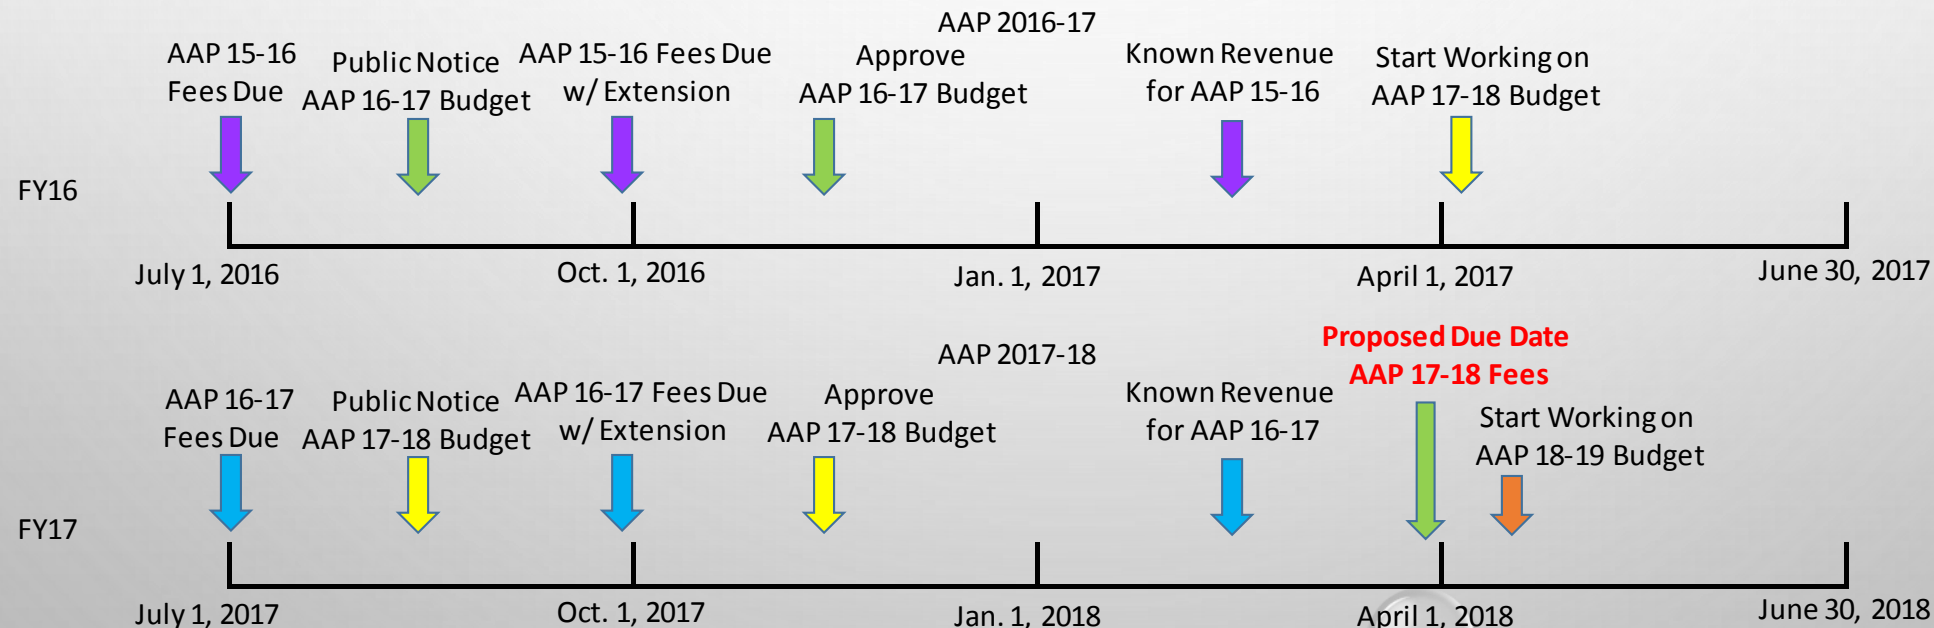 AAP 2016-17
AAP 15-16
Fees Due
Public Notice
AAP 16-17 Budget
AAP 15-16 Fees Due
w/ Extension
Approve
AAP 16-17 Budget
Known Revenue
for AAP 15-16
Start Working on
AAP 17-18 Budget
FY16
July 1, 2016
Oct. 1, 2016
Jan. 1, 2017
April 1, 2017
June 30, 2017
AAP 2017-18
AAP 16-17
Fees Due
Public Notice
AAP 17-18 Budget
AAP 16-17 Fees Due
w/ Extension
Approve
AAP 17-18 Budget
Known Revenue
for AAP 16-17
Proposed Due Date
AAP 17-18 Fees
Start Working on
AAP 18-19 Budget
FY17
July 1, 2017
Oct. 1, 2017
Jan. 1, 2018
April 1, 2018
June 30, 2018